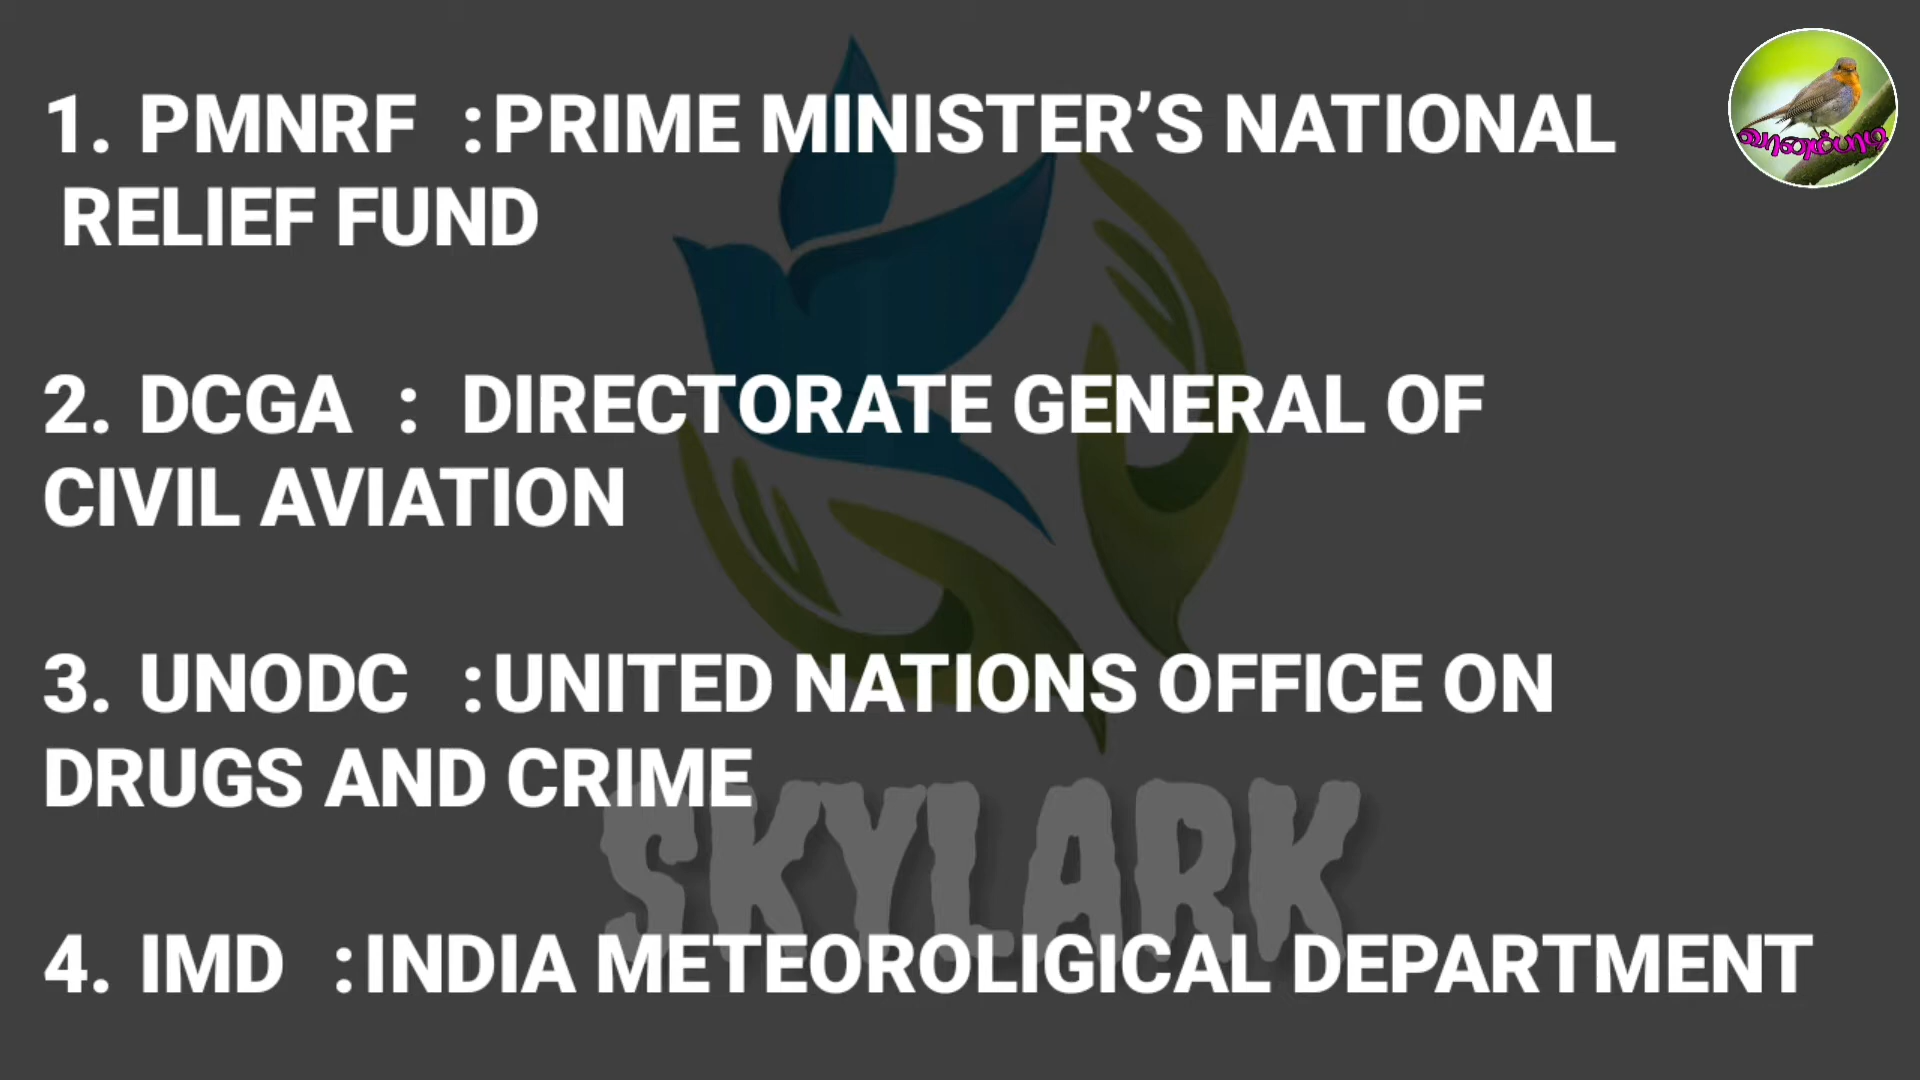 1. PMNRF : PRIME MINISTER’S NATIONAL
RELIEF FUND
2. DCGA : DIRECTORATE GENERAL OF
CIVIL AVIATION
3. UNODC : UNITED NATIONS OFFICE ON
DRUGS AND CRIME
4. IMD : INDIA METEOROLIGICAL DEPARTMENT
SKYLARK
வானம்பாடி